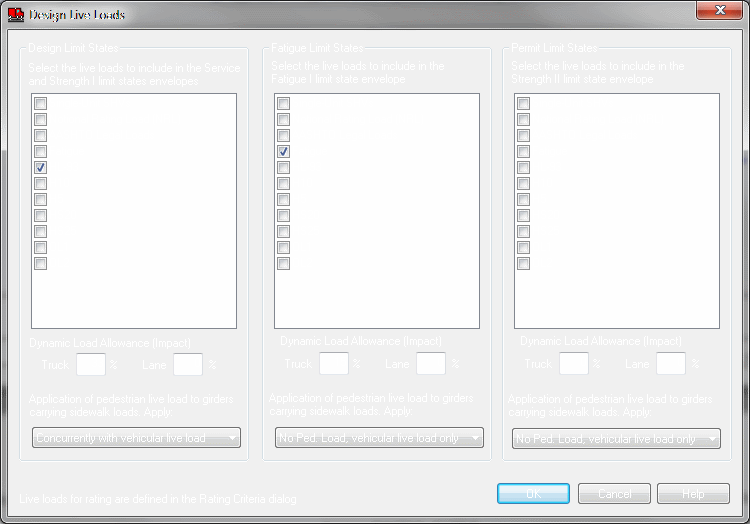 Design Live Loads
Design Limit States
Select the live loads to include in the Service
and Strength I limit states envelopes
Dynamic Load Allowance (Impact)
Truck % Lane %
Application of pedestrian live load to girders
carrying sidewalk loads. Apply:
Concurrently with vehicular live load
Fatigue Limit States
Select the live loads to include in the
Fatigue I limit state envelope
Dynamic Load Allowance (Impact)
Truck % Lane %
Application of pedestrian live load to girders
carrying sidewalk loads. Apply:
No Ped. Load, vehicular live load only
Permit Limit States
Select the live loads to include in the
Strength II limit state envelope
Dynamic Load Allowance (Impact)
Truck % Lane %
Application of pedestrian live load to girders
carrying sidewalk loads. Apply:
No Ped. Load, vehicular live load only
Live loads for rating are defined in the Rating Criteria dialog
OK Cancel Help